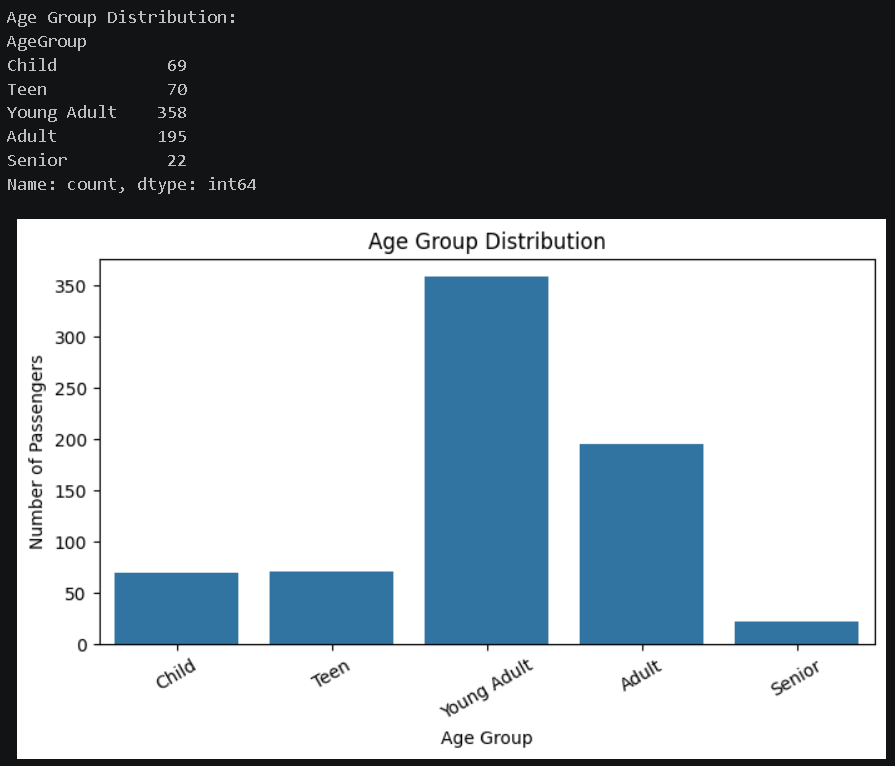 Age Group Distribution:
AgeGroup
Child 69
Teen 70
Young Adult 358
Adult 195
Senior 22
Name: count, dtype: int64
Age Group Distribution
350
300
250
200
150
100
50
0
Number of Passengers
Child Teen Young Adult Adult Senior
Age Group